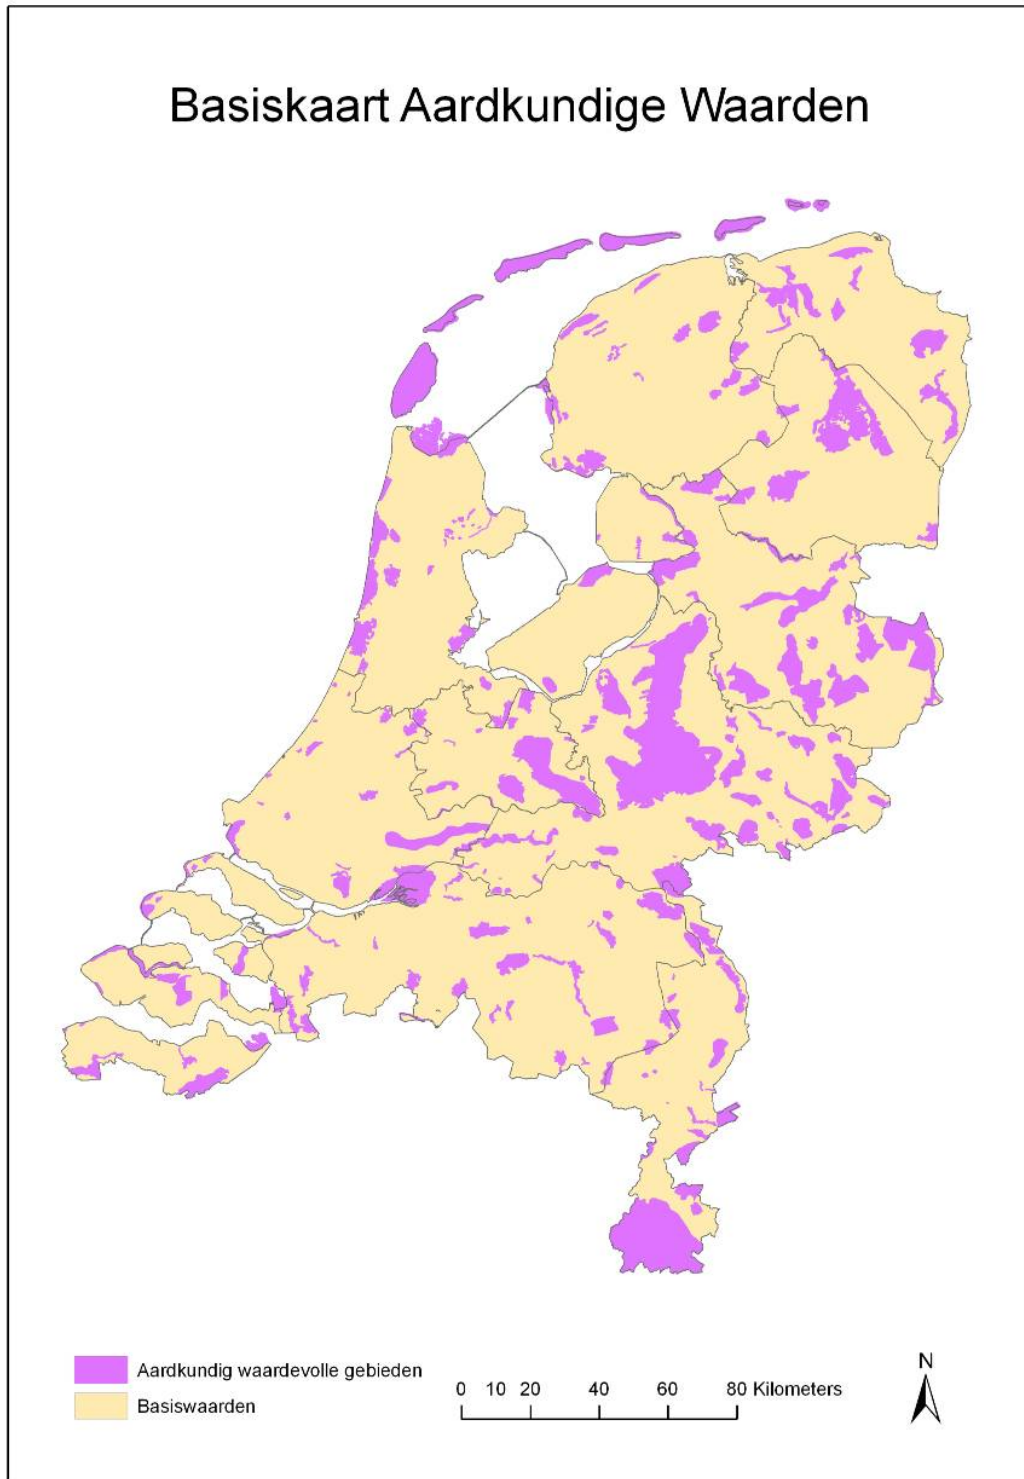 Basiskaart Aardkundige Waarden
Aardkundig waardevolle gebieden
Basiswaarden
0 10 20 40 60 80 Kilometers
N